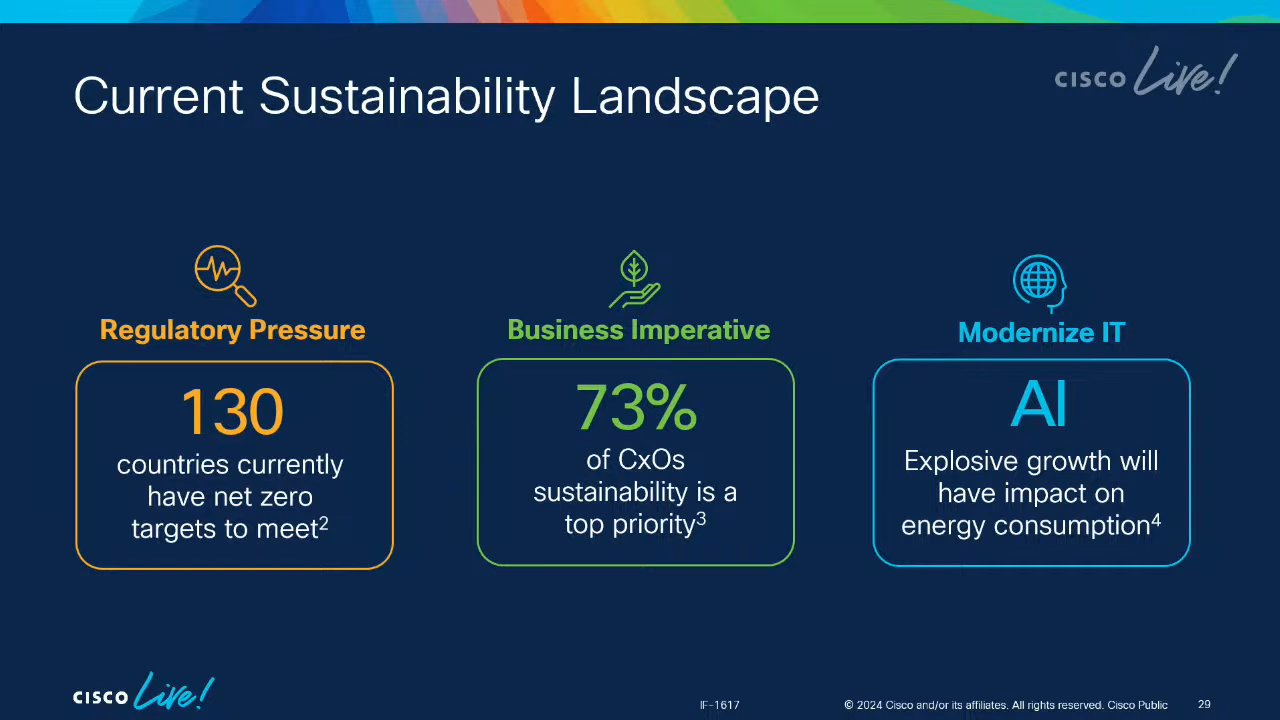 CISCO Live!
Current Sustainability Landscape
Regulatory Pressure
130
countries currently
have net zero
targets to meet²
Business Imperative
73%
of CxOs
sustainability is a
top priority³
Modernize IT
AI
Explosive growth will
have impact on
energy consumption⁴
CISCO Live!
IF-1617
© 2024 Cisco and/or its affiliates. All rights reserved. Cisco Public
29